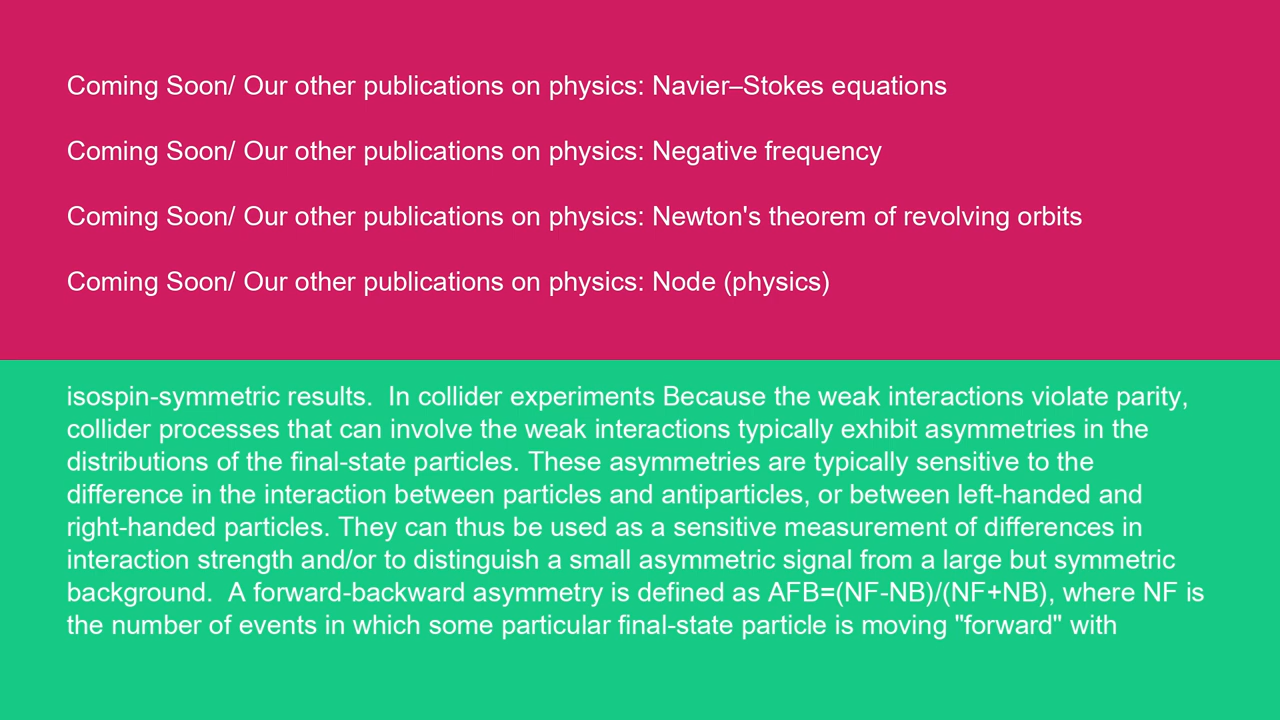 Coming Soon/ Our other publications on physics: Navier–Stokes equations
Coming Soon/ Our other publications on physics: Negative frequency
Coming Soon/ Our other publications on physics: Newton's theorem of revolving orbits
Coming Soon/ Our other publications on physics: Node (physics)
isospin-symmetric results.  In collider experiments Because the weak interactions violate parity,
collider processes that can involve the weak interactions typically exhibit asymmetries in the
distributions of the final-state particles. These asymmetries are typically sensitive to the
difference in the interaction between particles and antiparticles, or between left-handed and
right-handed particles. They can thus be used as a sensitive measurement of differences in
interaction strength and/or to distinguish a small asymmetric signal from a large but symmetric
background.  A forward-backward asymmetry is defined as AFB=(NF-NB)/(NF+NB), where NF is
the number of events in which some particular final-state particle is moving "forward" with